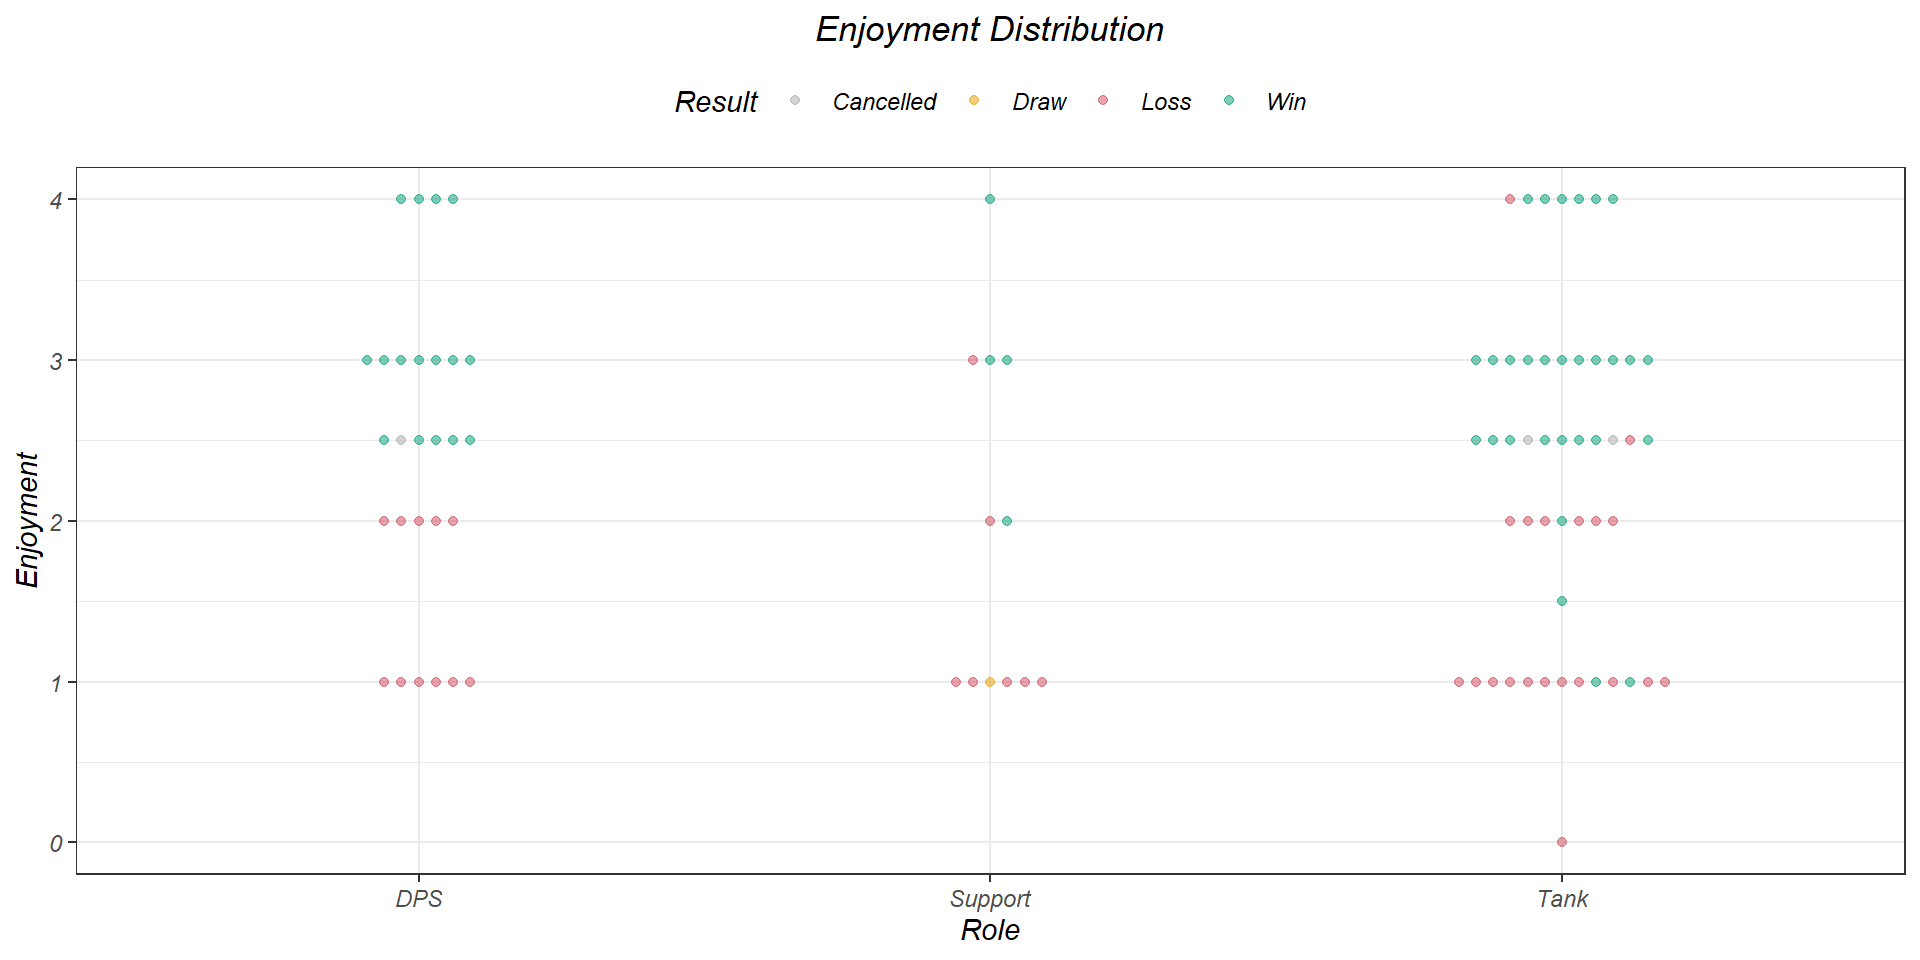 Enjoyment Distribution
Result Cancelled Draw Loss Win
Enjoyment
4
3
2
1
0
DPS Support Tank
Role